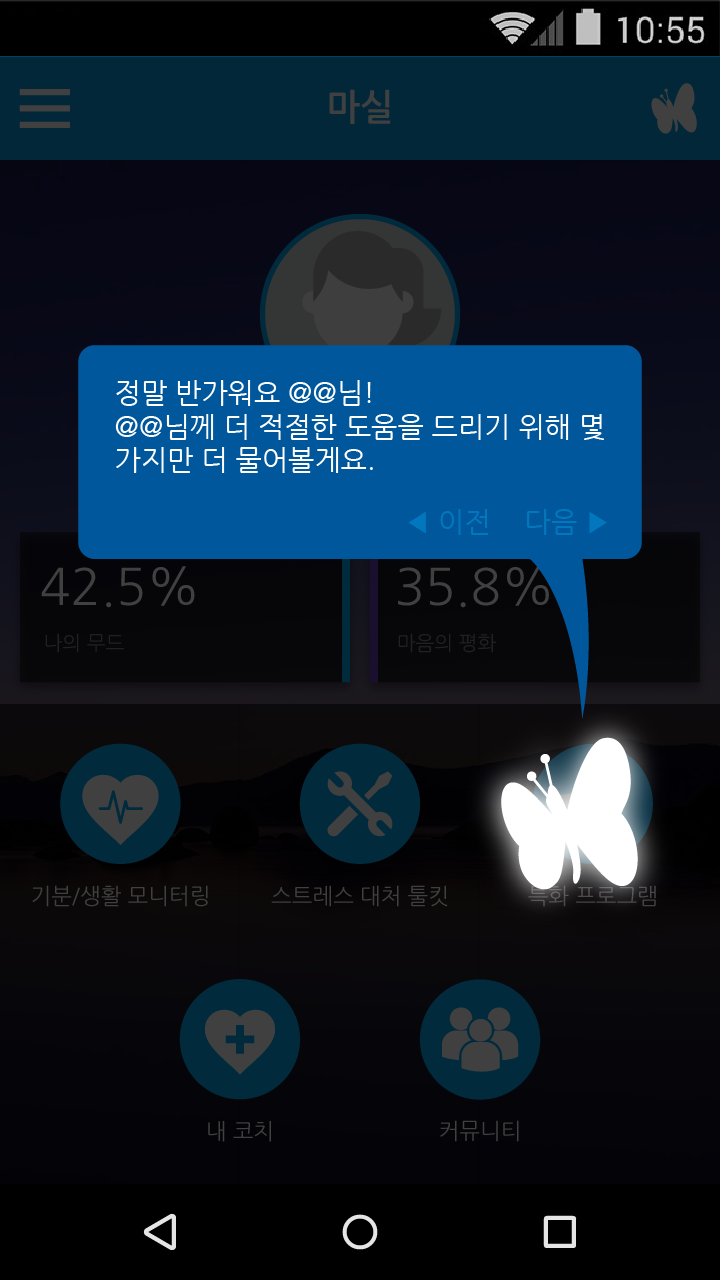 10:55
마실
정말 반가워요 @@님!
@@님께 더 적절한 도움을 드리기 위해 몇
가지만 더 물어볼게요.
◀ 이전 다음 ▶
42.5% 35.8%
나의 무드 마음의 평화
기분/생활 모니터링 스트레스 대처 툴킷 특화 프로그램
내 코치 커뮤니티